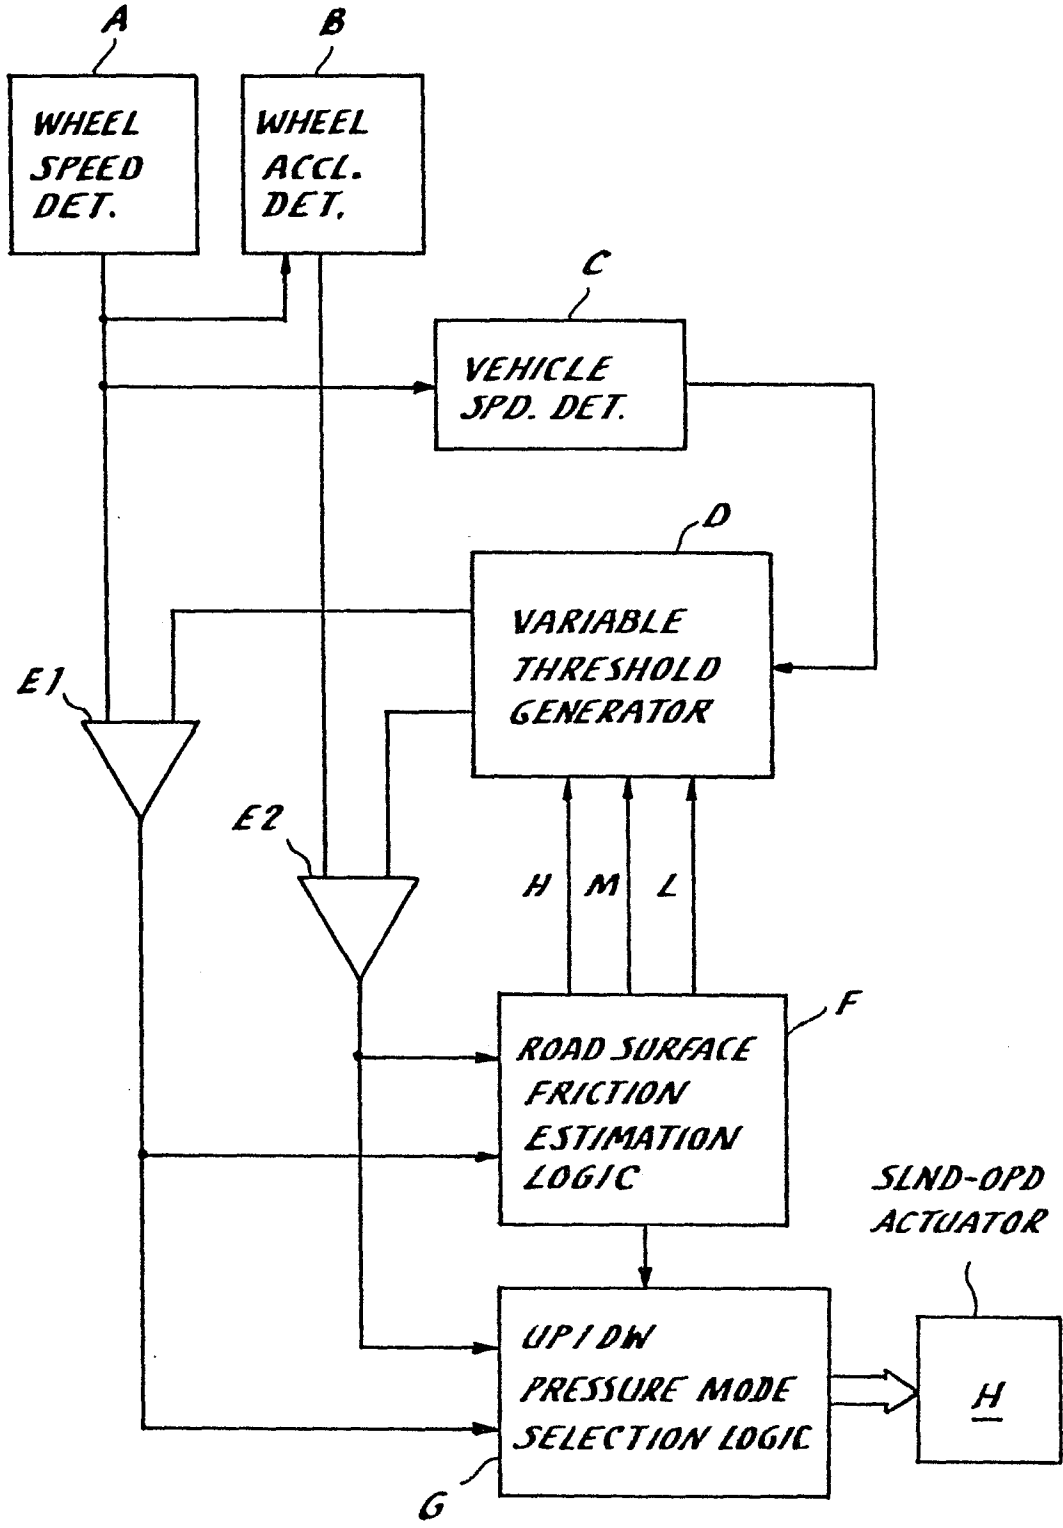 A
B
WHEEL
SPEED
DET.
WHEEL
ACCL.
DET.
C
VEHICLE
SPD. DET.
D
VARIABLE
THRESHOLD
GENERATOR
E1
E2
H M L
F
ROAD SURFACE
FRICTION
ESTIMATION
LOGIC
SLND-OPD
ACTUATOR
UP/DW
PRESSURE MODE
SELECTION LOGIC
H
G